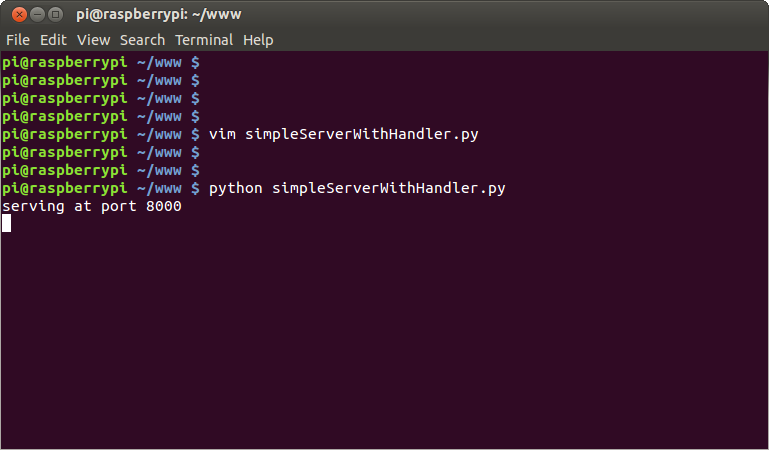 pi@raspberrypi: ~/www
File Edit View Search Terminal Help
pi@raspberrypi ~/www $
pi@raspberrypi ~/www $
pi@raspberrypi ~/www $
pi@raspberrypi ~/www $
pi@raspberrypi ~/www $ vim simpleServerWithHandler.py
pi@raspberrypi ~/www $
pi@raspberrypi ~/www $
pi@raspberrypi ~/www $ python simpleServerWithHandler.py
serving at port 8000